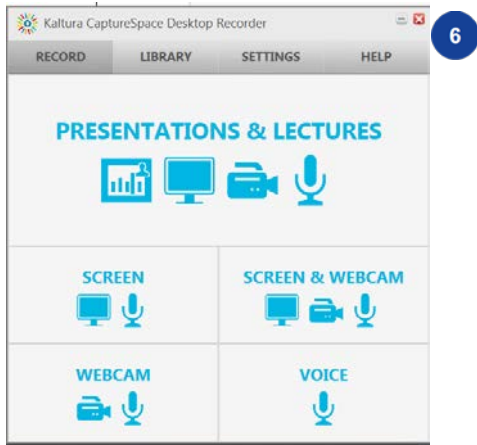 Kaltura CaptureSpace Desktop Recorder
6
RECORD LIBRARY SETTINGS HELP
PRESENTATIONS & LECTURES
SCREEN SCREEN & WEBCAM
WEBCAM VOICE